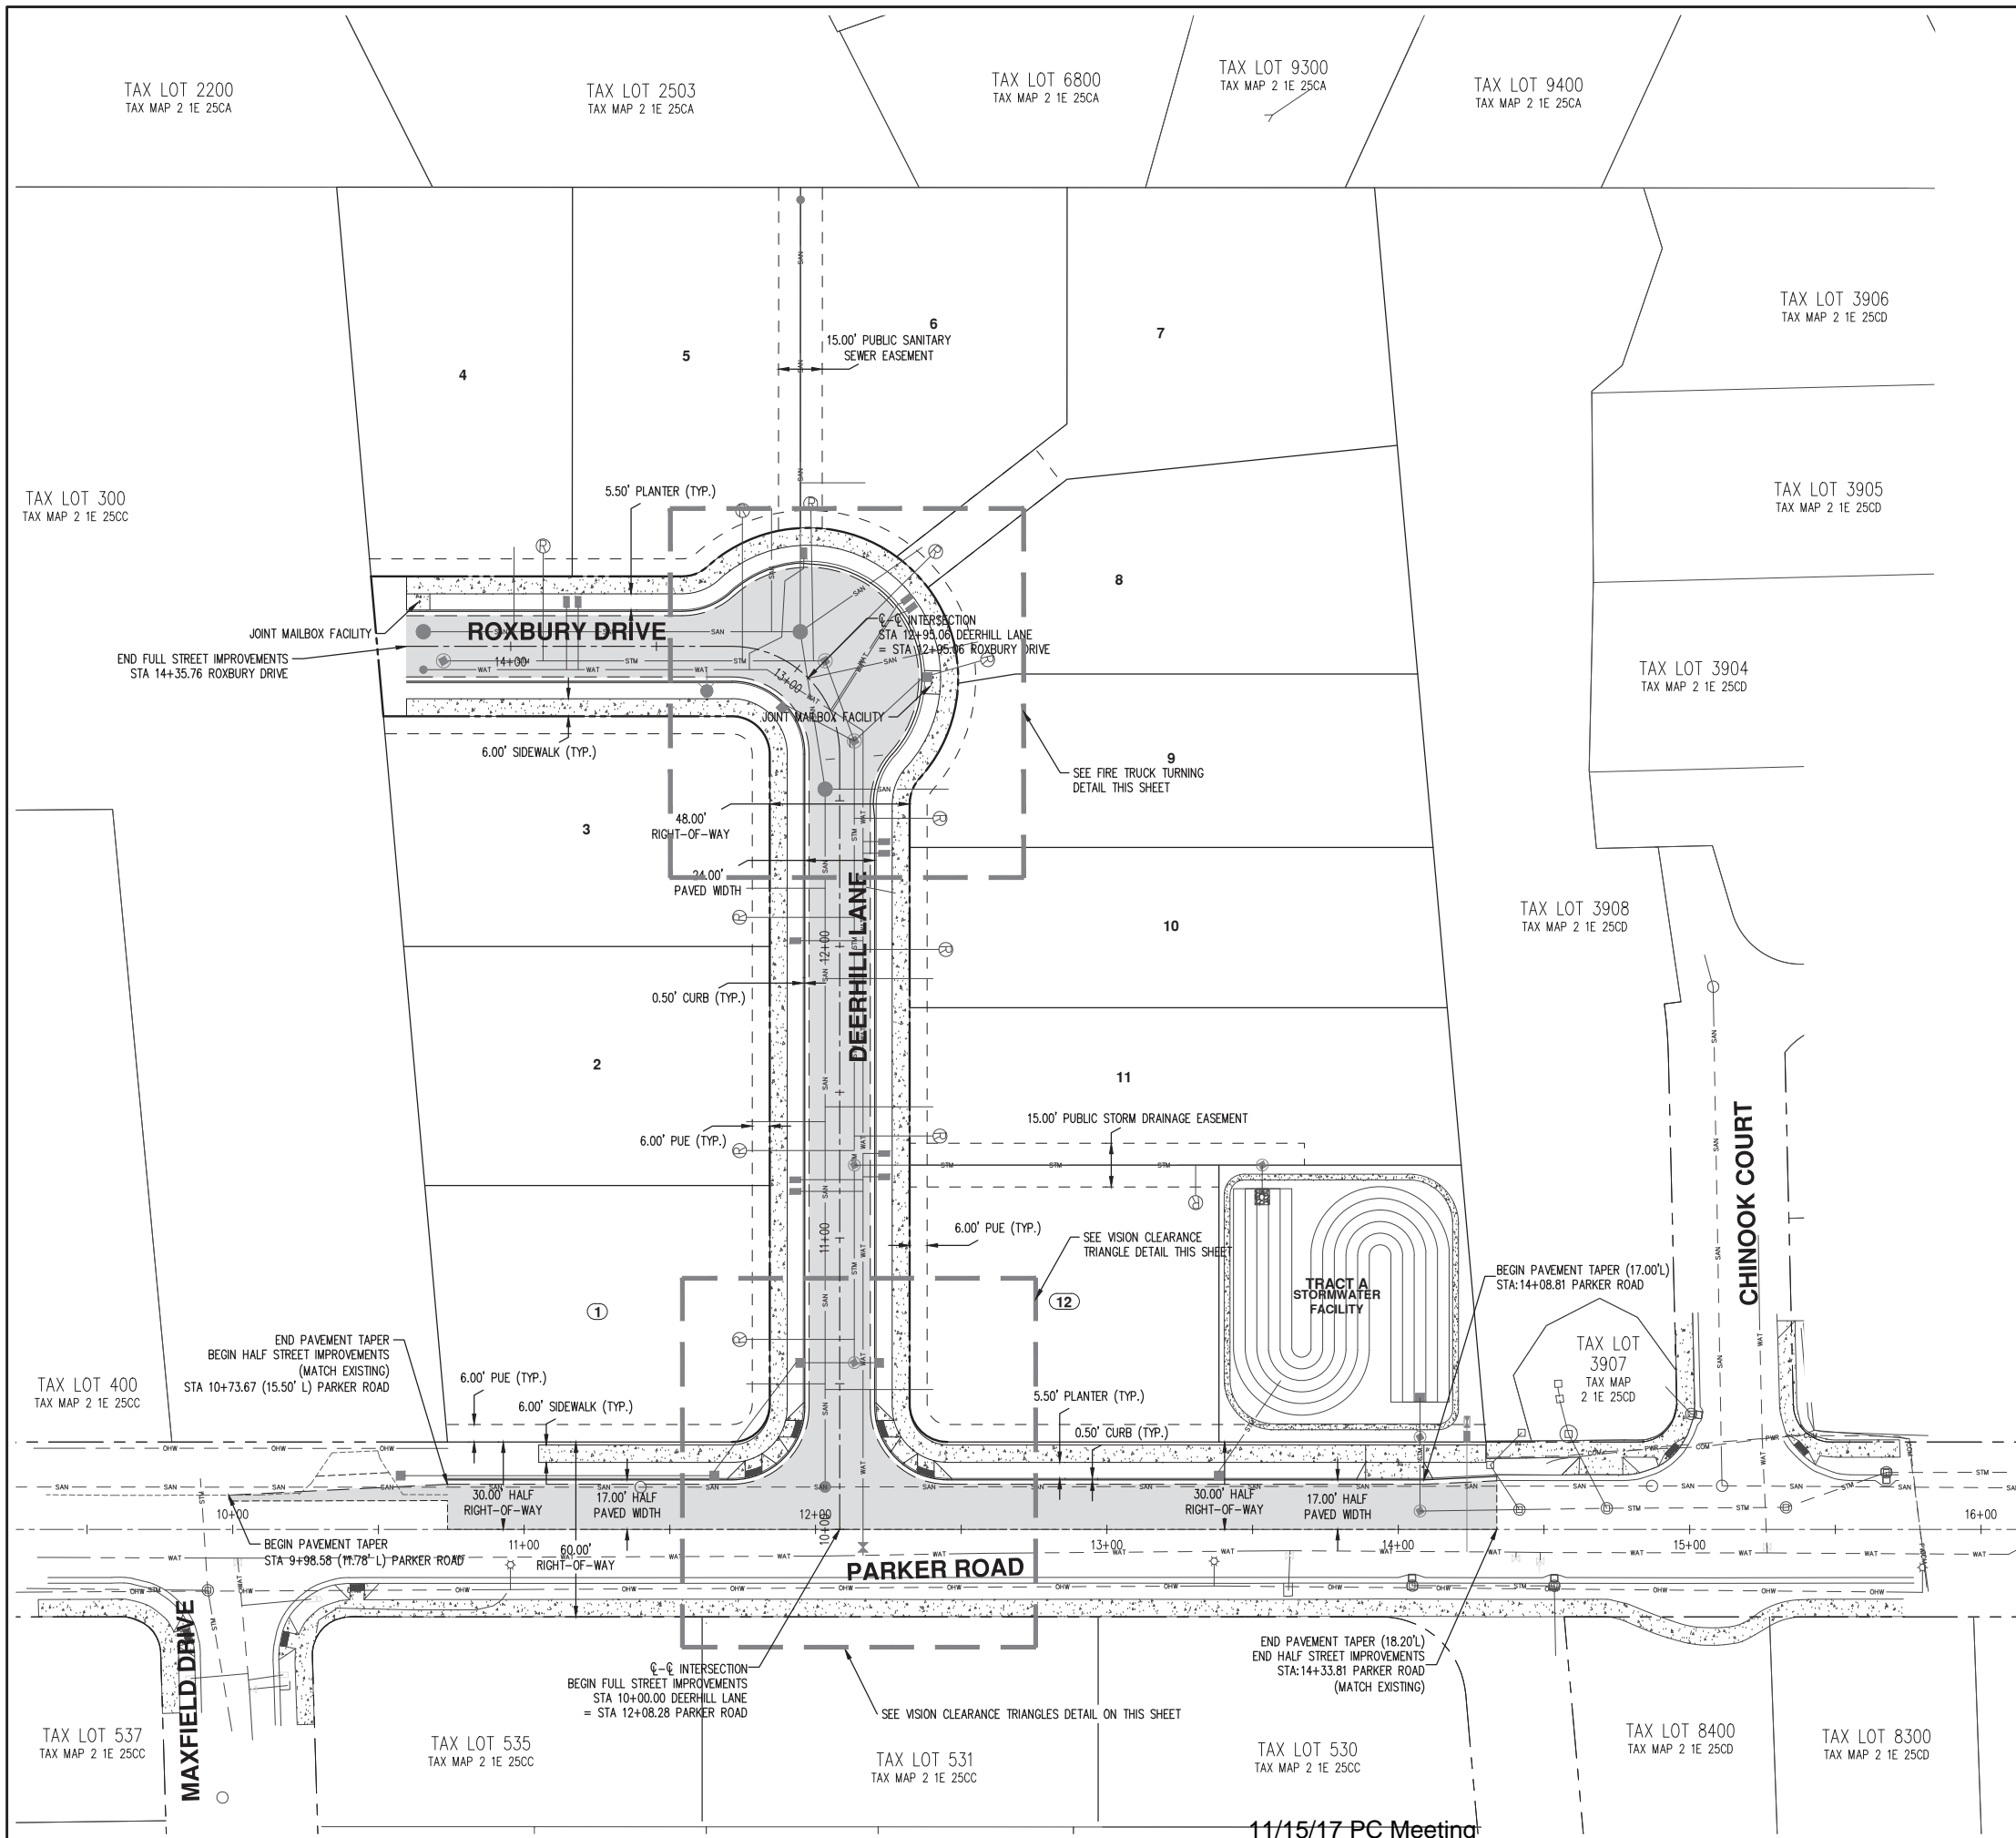 TAX LOT 2200
TAX MAP 2 1E 25CA
TAX LOT 2503
TAX MAP 2 1E 25CA
TAX LOT 6800
TAX MAP 2 1E 25CA
TAX LOT 9300
TAX MAP 2 1E 25CA
TAX LOT 9400
TAX MAP 2 1E 25CA
TAX LOT 3906
TAX MAP 2 1E 25CD
6
15.00' PUBLIC SANITARY
SEWER EASEMENT
7
5
4
SAN
SAN
SAN
TAX LOT 300
TAX MAP 2 1E 25CC
5.50' PLANTER (TYP.)
TAX LOT 3905
TAX MAP 2 1E 25CD
8
JOINT MAILBOX FACILITY
ROXBURY DRIVE
END FULL STREET IMPROVEMENTS
STA 14+35.76 ROXBURY DRIVE
14+00
13+00
℄-℄ INTERSECTION
STA 12+95.06 DEERHILL LANE
= STA 12+95.06 ROXBURY DRIVE
TAX LOT 3904
TAX MAP 2 1E 25CD
JOINT MAILBOX FACILITY
6.00' SIDEWALK (TYP.)
9
SEE FIRE TRUCK TURNING
DETAIL THIS SHEET
48.00'
RIGHT-OF-WAY
3
24.00'
PAVED WIDTH
DEERHILL LANE
12+00
10
TAX LOT 3908
TAX MAP 2 1E 25CD
0.50' CURB (TYP.)
2
11
15.00' PUBLIC STORM DRAINAGE EASEMENT
6.00' PUE (TYP.)
STM
STM
STM
CHINOOK COURT
11+00
6.00' PUE (TYP.)
SEE VISION CLEARANCE
TRIANGLE DETAIL THIS SHEET
TRACT A
STORMWATER
FACILITY
BEGIN PAVEMENT TAPER (17.00'L)
STA:14+08.81 PARKER ROAD
1
12
END PAVEMENT TAPER
BEGIN HALF STREET IMPROVEMENTS
(MATCH EXISTING)
STA 10+73.67 (15.50' L) PARKER ROAD
TAX LOT
3907
TAX MAP
2 1E 25CD
TAX LOT 400
TAX MAP 2 1E 25CC
6.00' PUE (TYP.)
6.00' SIDEWALK (TYP.)
5.50' PLANTER (TYP.)
0.50' CURB (TYP.)
OHW
OHW
OHW
30.00' HALF
RIGHT-OF-WAY
17.00' HALF
PAVED WIDTH
30.00' HALF
RIGHT-OF-WAY
17.00' HALF
PAVED WIDTH
10+00
11+00
12+00
10+00
13+00
14+00
15+00
16+00
BEGIN PAVEMENT TAPER
STA 9+98.58 (11.78' L) PARKER ROAD
60.00'
RIGHT-OF-WAY
PARKER ROAD
MAXFIELD DRIVE
℄-℄ INTERSECTION
BEGIN FULL STREET IMPROVEMENTS
STA 10+00.00 DEERHILL LANE
= STA 12+08.28 PARKER ROAD
SEE VISION CLEARANCE TRIANGLES DETAIL ON THIS SHEET
END PAVEMENT TAPER (18.20'L)
END HALF STREET IMPROVEMENTS
STA:14+33.81 PARKER ROAD
(MATCH EXISTING)
TAX LOT 537
TAX MAP 2 1E 25CC
TAX LOT 535
TAX MAP 2 1E 25CC
TAX LOT 531
TAX MAP 2 1E 25CC
TAX LOT 530
TAX MAP 2 1E 25CC
TAX LOT 8400
TAX MAP 2 1E 25CD
TAX LOT 8300
TAX MAP 2 1E 25CD
11/15/17 PC Meeting